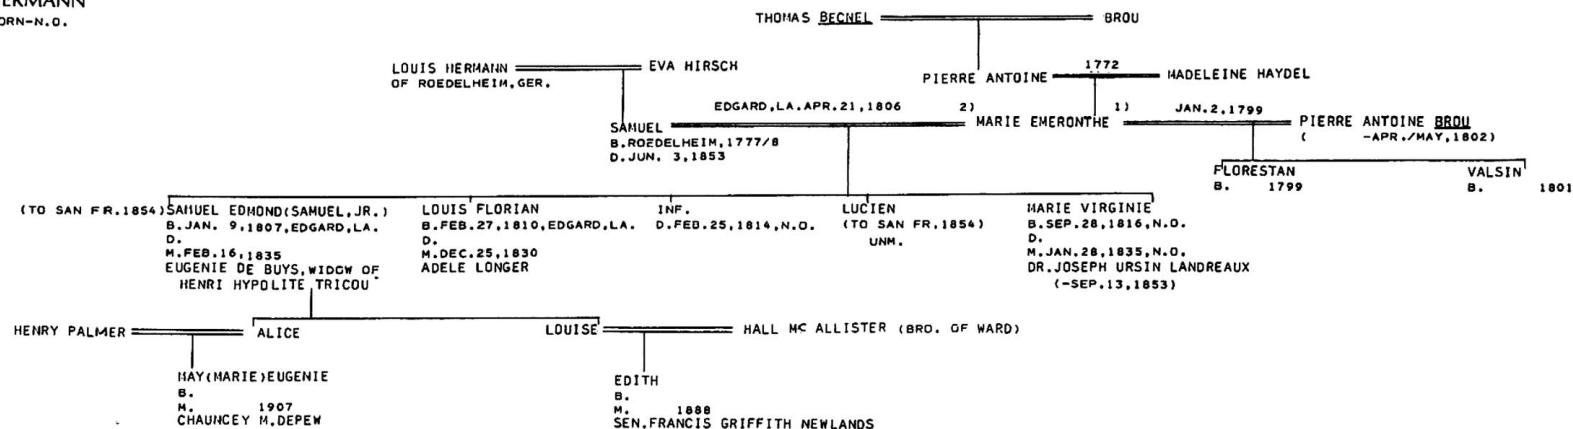 ERMANN
ORN-N.O.
THOMAS BECNEL BROU
LOUIS HERMANN EVA HIRSCH
OF ROEDELHEIM,GER.
1772
PIERRE ANTOINE MADELEINE HAYDEL
EDGARD,LA.APR.21,1806 2) 1) JAN.2,1799
SAMUEL MARIE EMERONTHE PIERRE ANTOINE BROU
B.ROEDELHEIM,1777/8 ( -APR./MAY,1802)
D.JUN. 3,1853
FLORESTAN VALSIN
B. 1799 B. 1801
(TO SAN FR.1854) SAMUEL EDMOND(SAMUEL,JR.) LOUIS FLORIAN INF. LUCIEN MARIE VIRGINIE
B.JAN. 9,1807,EDGARD,LA. B.FEB.27,1810,EDGARD,LA. D.FEB.25,1814,N.O. (TO SAN FR,1854) B.SEP.28,1816,N.O.
D. D. UNM. D.
M.FEB.16,1835 M.DEC.25,1830 M.JAN.28,1835,N.O.
EUGENIE DE BUYS,WIDOW OF ADELE LONGER DR.JOSEPH URSIN LANDREAUX
HENRI HYPOLITE TRICOU (-SEP.13,1853)
HENRY PALMER ALICE LOUISE HALL MC ALLISTER (BRO. OF WARD)
MAY(MARIE)EUGENIE EDITH
B. B.
M. 1907 M. 1888
CHAUNCEY M.DEPEW SEN.FRANCIS GRIFFITH NEWLANDS